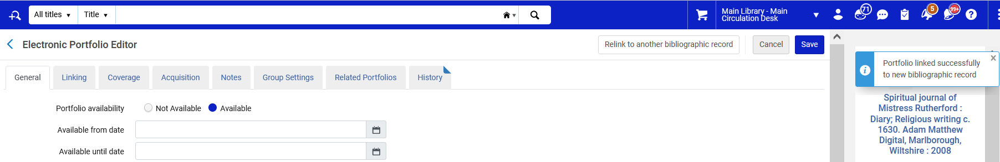 All titles
Title
Main Library - Main
Circulation Desk
71
5
99+
Electronic Portfolio Editor
Relink to another bibliographic record
Cancel
Save
General
Linking
Coverage
Acquisition
Notes
Group Settings
Related Portfolios
History
Portfolio linked successfully
to new bibliographic record
Portfolio availability
Not Available
Available
Available from date
Available until date
Spiritual journal of
Mistress Rutherford :
Diary; Religious writing c.
1630. Adam Matthew
Digital, Marlborough,
Wiltshire : 2008